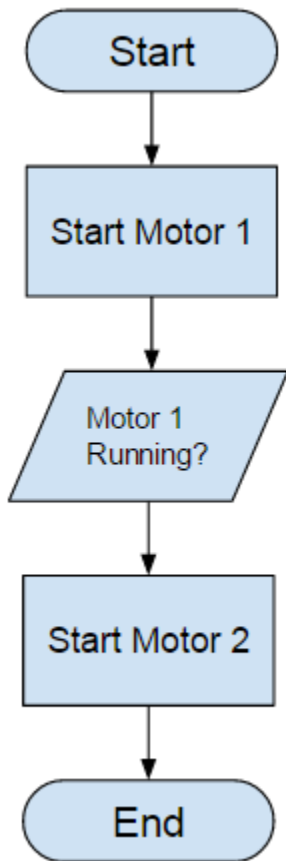 Start
Start Motor 1
Motor 1
Running?
Start Motor 2
End